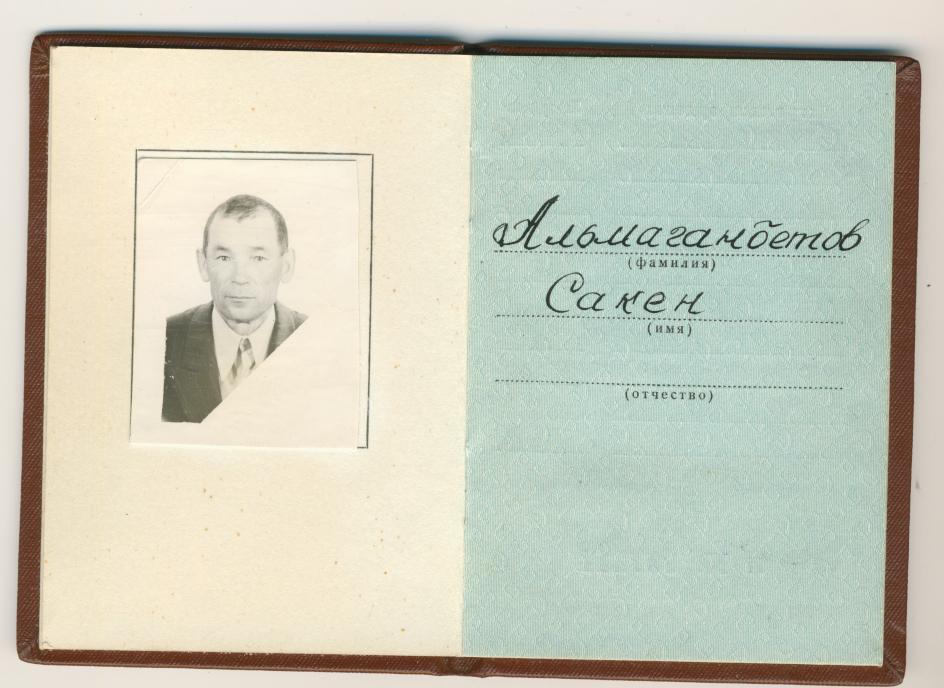 Альмаганбетов
(фамилия)
Сакен
(имя)
(отчество)